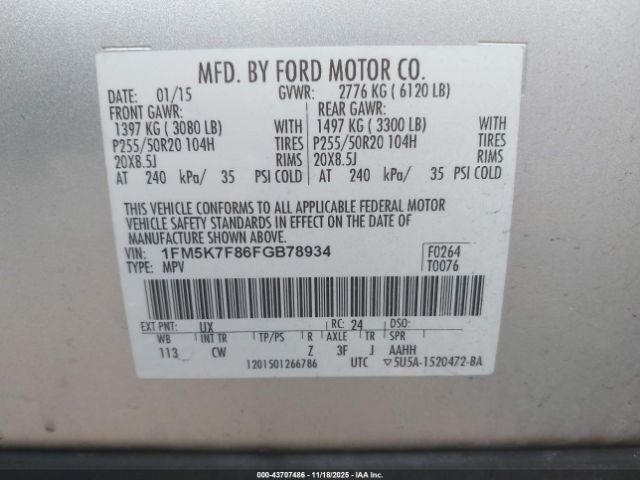 MFD. BY FORD MOTOR CO.
DATE: 01/15 GVWR: 2776 KG ( 6120 LB)
FRONT GAWR: REAR GAWR:
1397 KG ( 3080 LB) WITH 1497 KG ( 3300 LB) WITH
P255/50R20 104H TIRES P255/50R20 104H TIRES
20X8.5J RIMS 20X8.5J RIMS
AT 240 kPa/ 35 PSI COLD AT 240 kPa/ 35 PSI COLD
THIS VEHICLE CONFORMS TO ALL APPLICABLE FEDERAL MOTOR
VEHICLE SAFETY STANDARDS IN EFFECT ON THE DATE OF
MANUFACTURE SHOWN ABOVE.
VIN: 1FM5K7F86FGB78934 F0264
TYPE: MPV T0076
EXT PNT: UX RC: 24 DSO:
WB INT TR TP/PS R AXLE TR SPR
113 CW Z 3F J AAHH
1201501266786 UTC ▽5U5A-1520472-BA
000-43707486 - 11/18/2025 - IAAI.COM